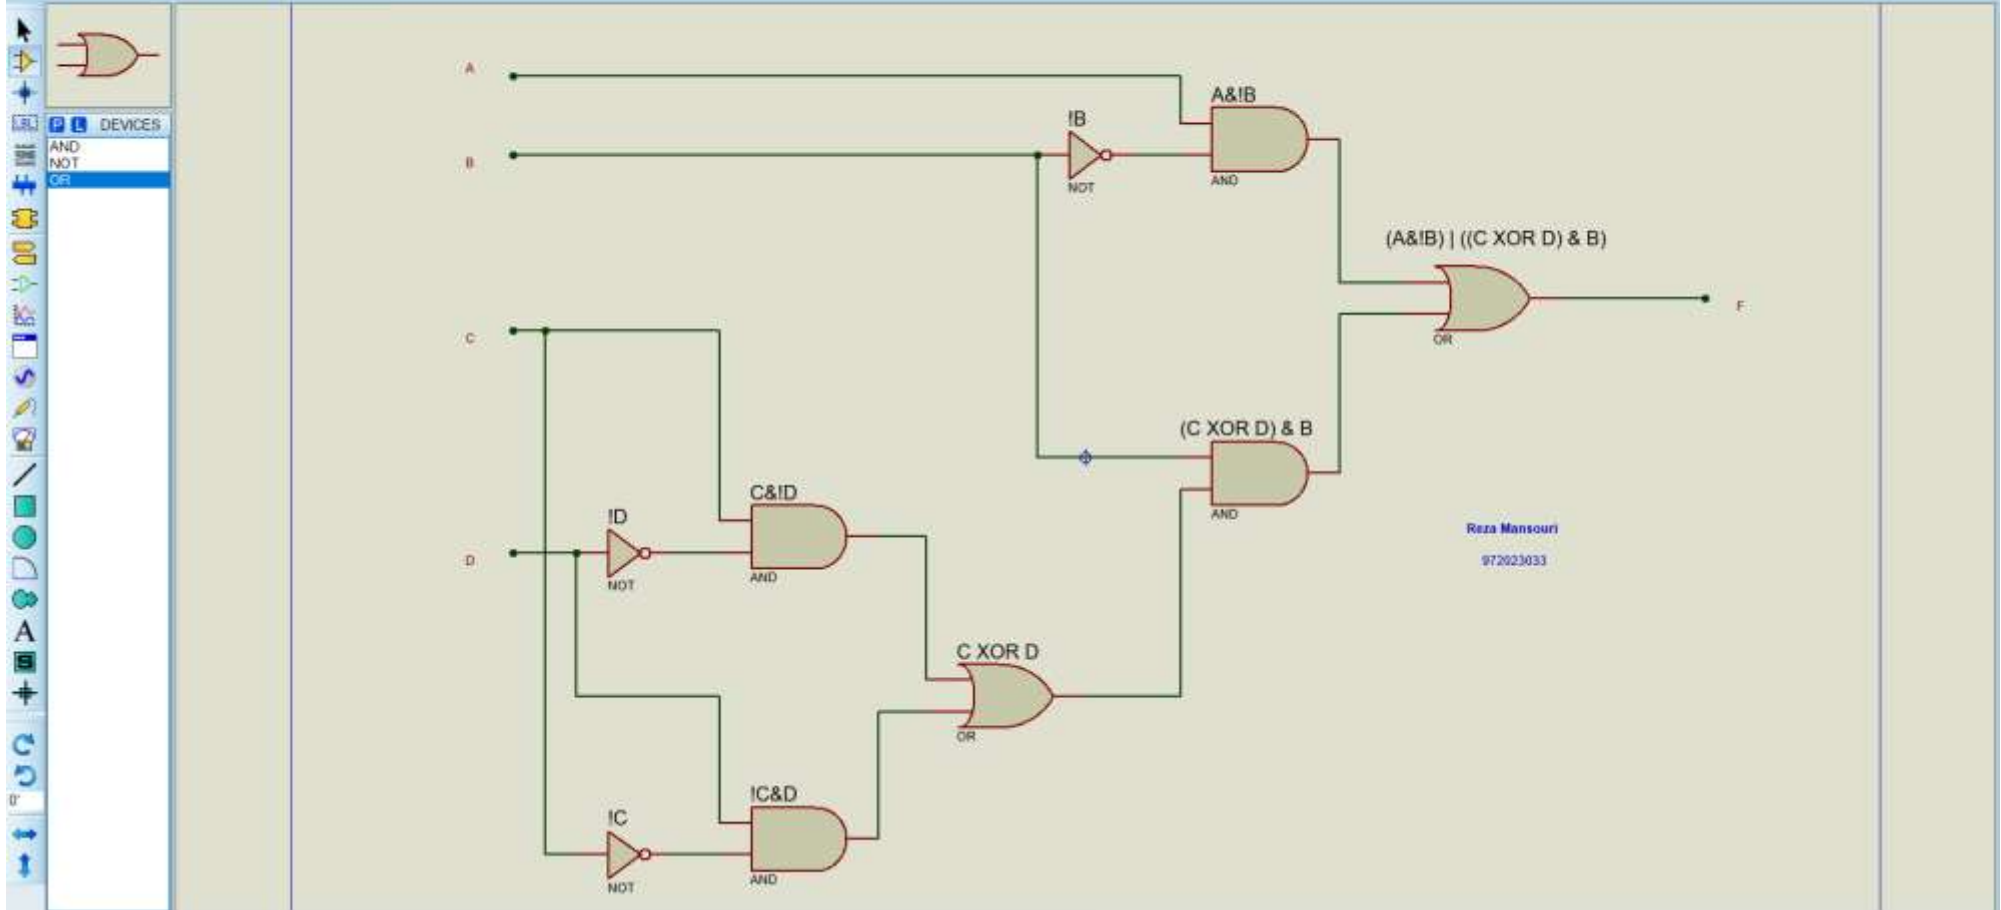 LBL
P L DEVICES
AND
NOT
OR
A
S
0°
A
B
C
D
!B
NOT
A&!B
AND
(A&!B) | ((C XOR D) & B)
OR
F
(C XOR D) & B
AND
!D
NOT
C&!D
AND
C XOR D
OR
!C
NOT
!C&D
AND
Reza Mansouri
972023033